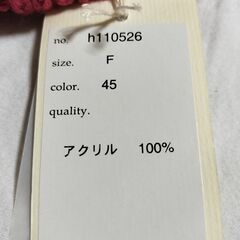 no. h110526
size. F
color. 45
quality.
アクリル 100%